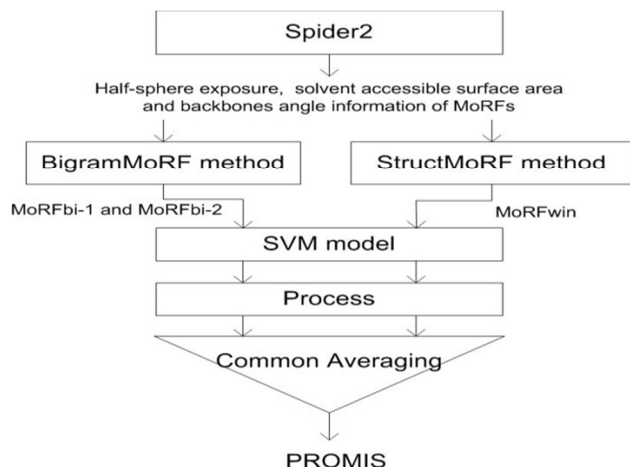 Spider2
Half-sphere exposure, solvent accessible surface area
and backbones angle information of MoRFs
BigramMoRF method
StructMoRF method
MoRFbi-1 and MoRFbi-2
MoRFwin
SVM model
Process
Common Averaging
PROMIS